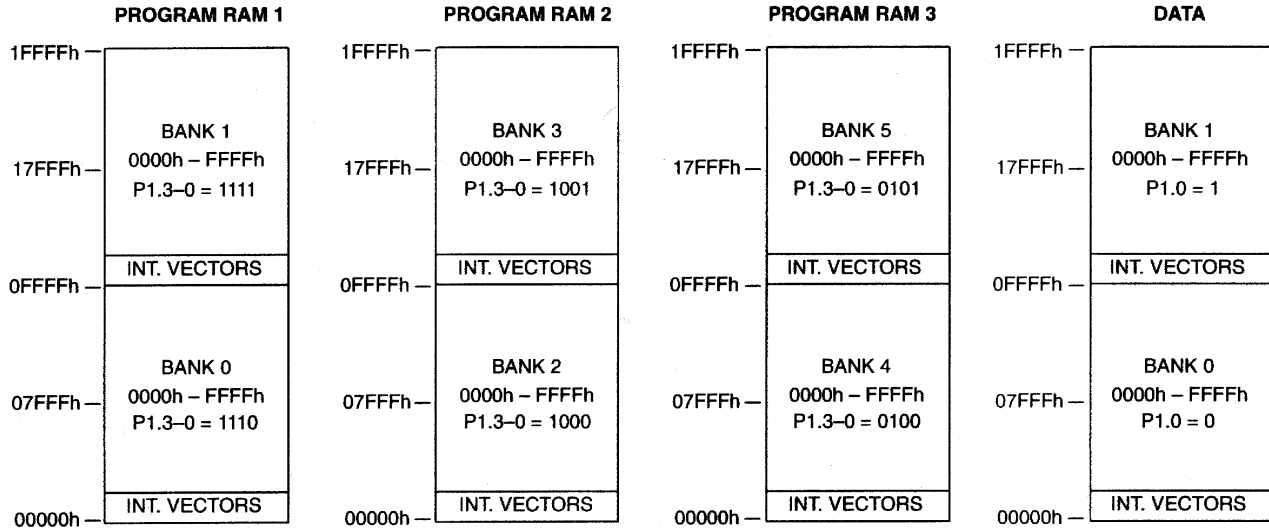 PROGRAM RAM 1
1FFFFh
BANK 1
0000h – FFFFh
17FFFh
P1.3–0 = 1111
INT. VECTORS
0FFFFh
BANK 0
0000h – FFFFh
07FFFh
P1.3–0 = 1110
INT. VECTORS
00000h
PROGRAM RAM 2
1FFFFh
BANK 3
0000h – FFFFh
17FFFh
P1.3–0 = 1001
INT. VECTORS
0FFFFh
BANK 2
0000h – FFFFh
07FFFh
P1.3–0 = 1000
INT. VECTORS
00000h
PROGRAM RAM 3
1FFFFh
BANK 5
0000h – FFFFh
17FFFh
P1.3–0 = 0101
INT. VECTORS
0FFFFh
BANK 4
0000h – FFFFh
07FFFh
P1.3–0 = 0100
INT. VECTORS
00000h
DATA
1FFFFh
BANK 1
0000h – FFFFh
17FFFh
P1.0 = 1
INT. VECTORS
0FFFFh
BANK 0
0000h – FFFFh
07FFFh
P1.0 = 0
INT. VECTORS
00000h